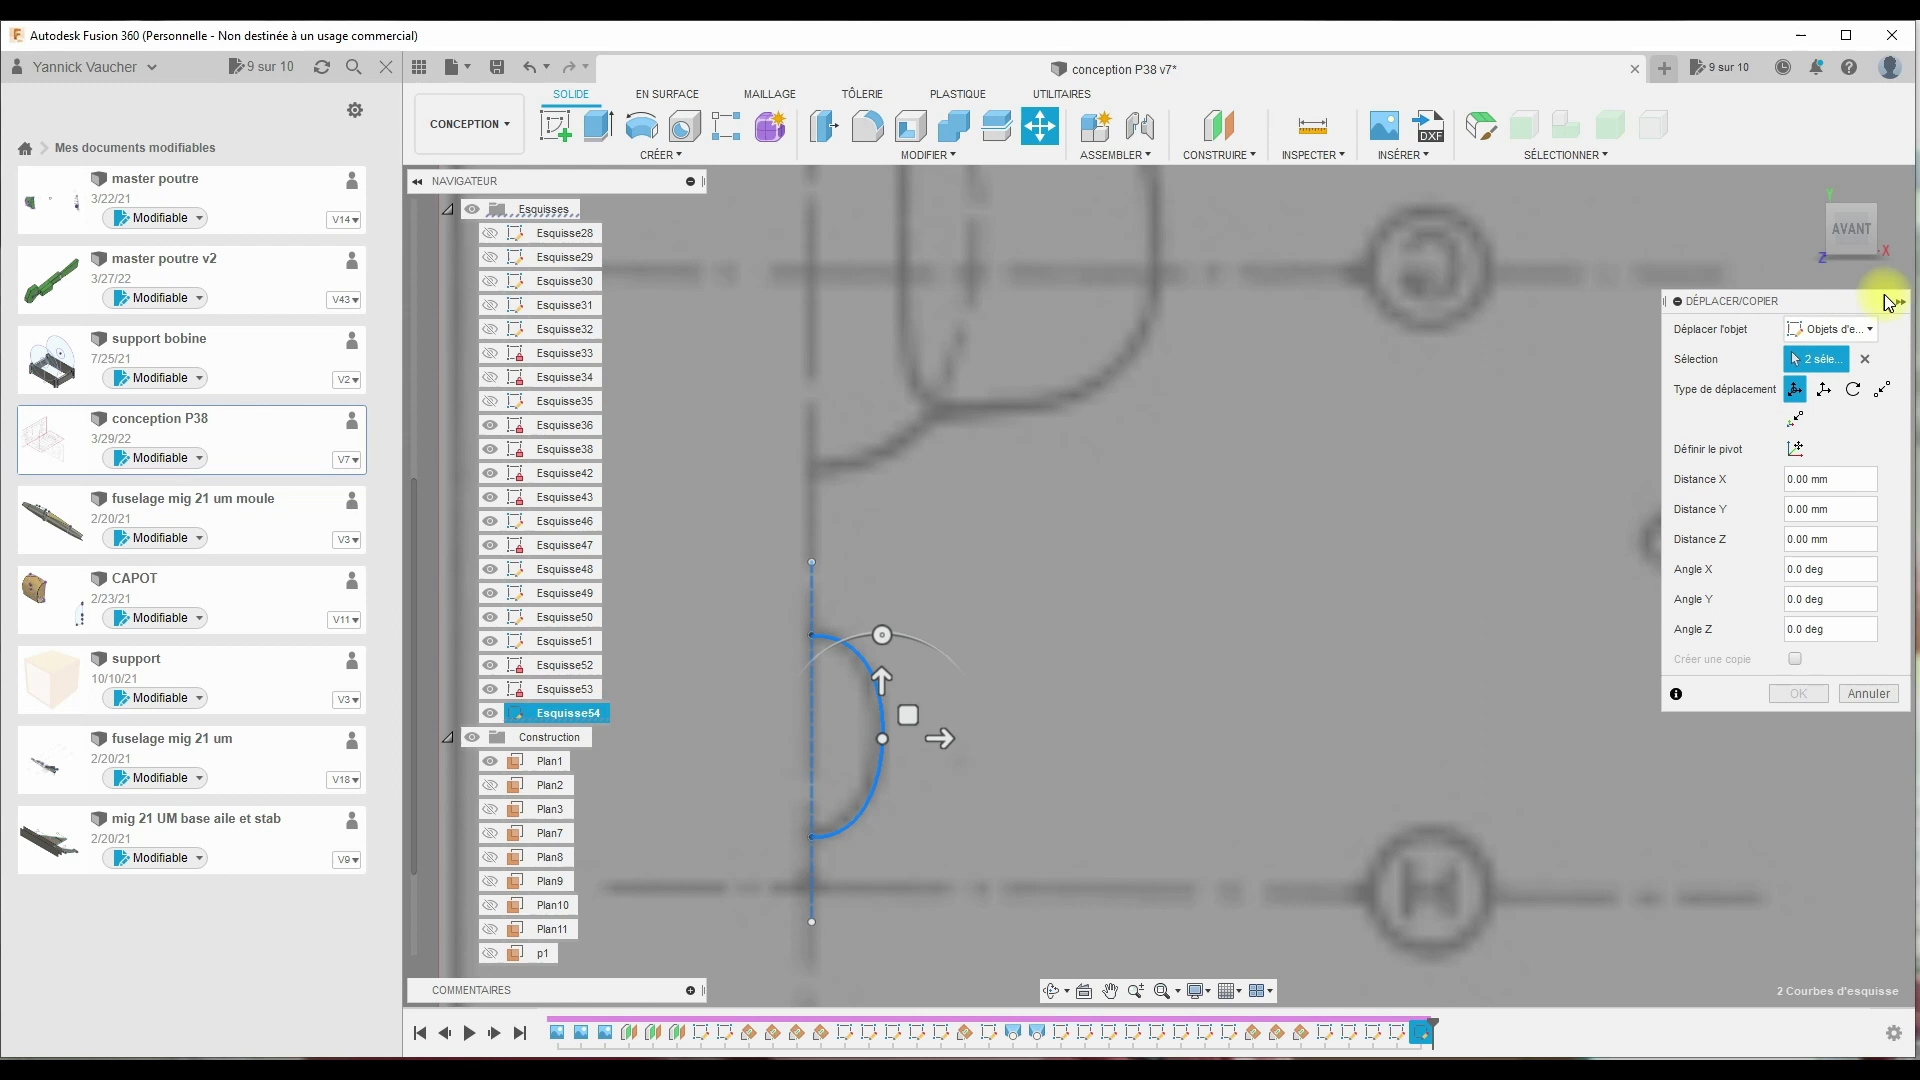 Autodesk Fusion 360 (Personnelle - Non destinée à un usage commercial)
Yannick Vaucher
9 sur 10
conception P38 v7*
9 sur 10
CONCEPTION
SOLIDE
EN SURFACE
MAILLAGE
TÔLERIE
PLASTIQUE
UTILITAIRES
DXF
CRÉER
MODIFIER
ASSEMBLER
CONSTRUIRE
INSPECTER
INSÉRER
SÉLECTIONNER
Mes documents modifiables
master poutre
3/22/21
Modifiable
V14
master poutre v2
3/27/22
Modifiable
V43
support bobine
7/25/21
Modifiable
V2
conception P38
3/29/22
Modifiable
V7
fuselage mig 21 um moule
2/20/21
Modifiable
V3
CAPOT
2/23/21
Modifiable
V11
support
10/10/21
Modifiable
V3
fuselage mig 21 um
2/20/21
Modifiable
V18
mig 21 UM base aile et stab
2/20/21
Modifiable
V9
NAVIGATEUR
Esquisses
Esquisse28
Esquisse29
Esquisse30
Esquisse31
Esquisse32
Esquisse33
Esquisse34
Esquisse35
Esquisse36
Esquisse38
Esquisse42
Esquisse43
Esquisse46
Esquisse47
Esquisse48
Esquisse49
Esquisse50
Esquisse51
Esquisse52
Esquisse53
Esquisse54
Construction
Plan1
Plan2
Plan3
Plan7
Plan8
Plan9
Plan10
Plan11
p1
COMMENTAIRES
G
H
Y
AVANT
X
Z
DÉPLACER/COPIER
Déplacer l'objet
Objets d'e...
Sélection
2 séle...
Type de déplacement
Définir le pivot
Distance X
0.00 mm
Distance Y
0.00 mm
Distance Z
0.00 mm
Angle X
0.0 deg
Angle Y
0.0 deg
Angle Z
0.0 deg
Créer une copie
OK
Annuler
2 Courbes d'esquisse